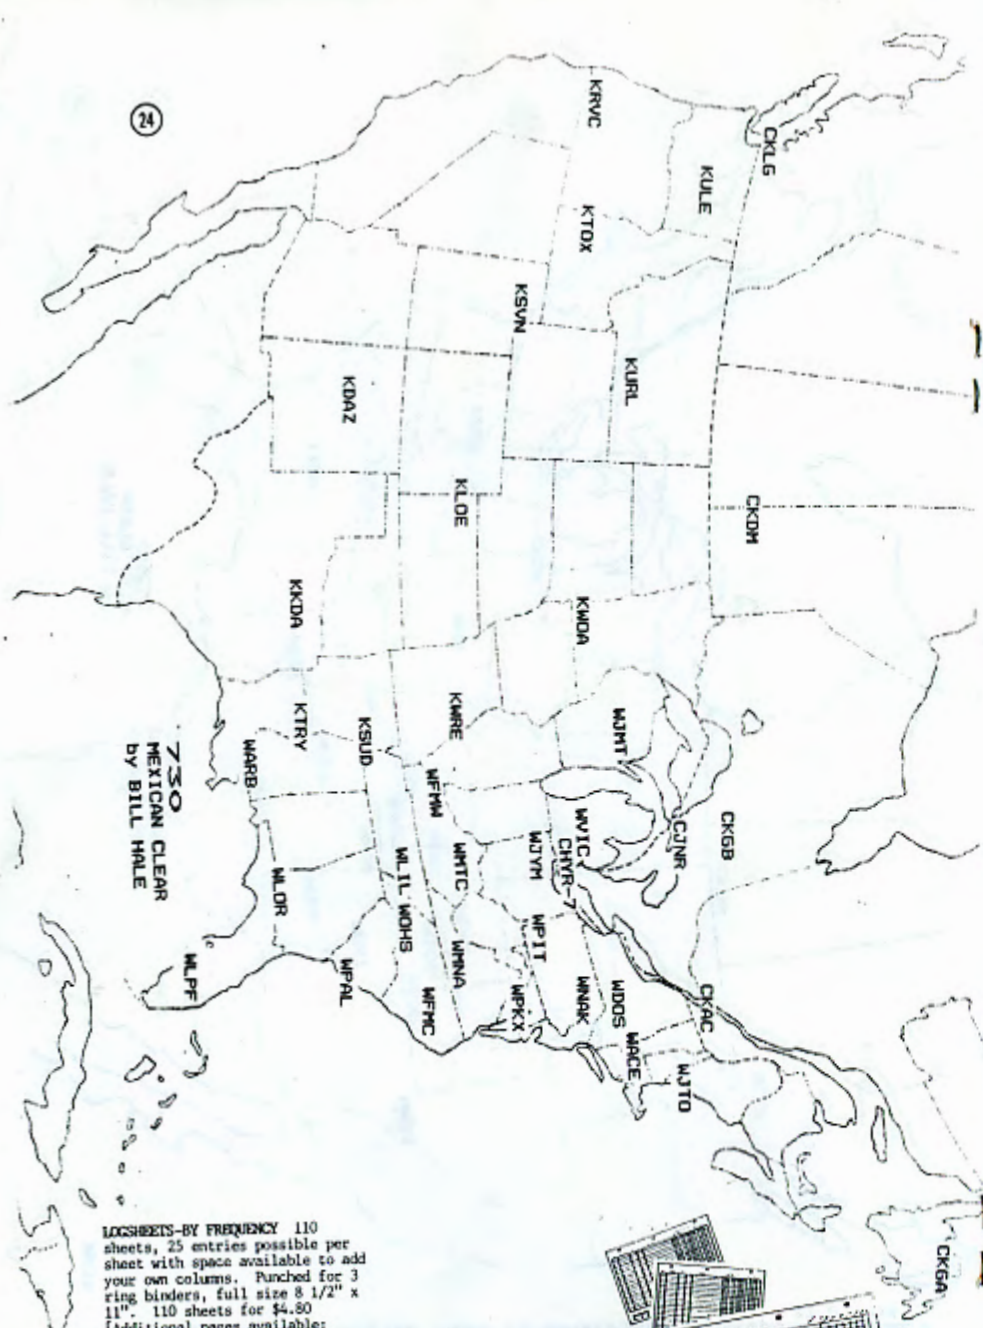 24
CKLG
KRVC
KULE
KTOX
KSVN
KURL
KDAZ
KLOE
CKDM
KKDA
KWOA
KTRY
KSUD
KWRE
WJMT
WARB
WFMW
WVIC
CHYR-7
CJNR
CKGB
WJYM
WMTC
WLIL
WOHS
WLDR
WPIT
WMNA
WPAL
WLPF
WFMC
WPKX
WNAK
WDOS
WACE
CKAC
WJTO
CKGA
730
MEXICAN CLEAR
by BILL HALE
LOGSHEETS-BY FREQUENCY 110
sheets, 25 entries possible per
sheet with space available to add
your own columns. Punched for 3
ring binders, full size 8 1/2" x
11". 110 sheets for $4.80
[Additional pages available: